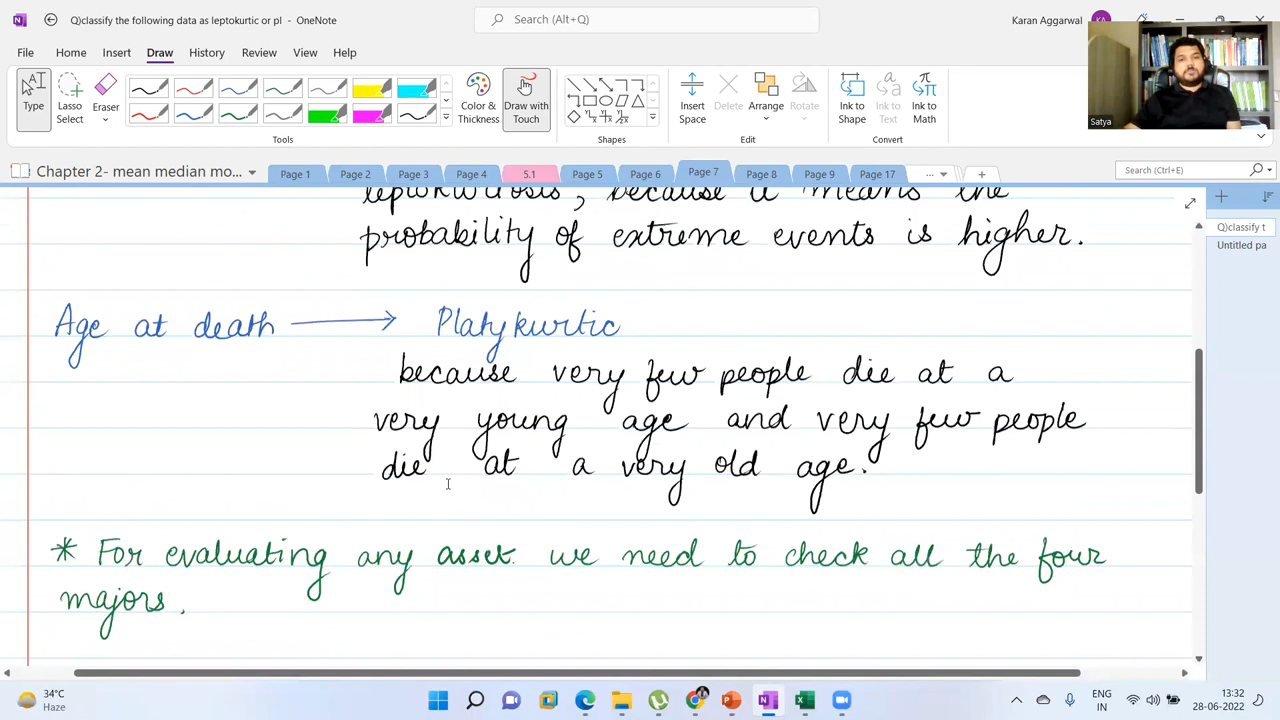 Q)classify the following data as leptokurtic or pl - OneNote
Search (Alt+Q)
Karan Aggarwal
KA
File Home Insert Draw History Review View Help
Type
Lasso Select
Eraser
Color & Thickness
Draw with Touch
Insert Space
Delete
Arrange
Rotate
Ink to Shape
Ink to Text
Ink to Math
Tools
Shapes
Edit
Convert
Satya
Chapter 2- mean median mo...
Page 1 Page 2 Page 3 Page 4 5.1 Page 5 Page 6 Page 7 Page 8 Page 9 Page 17 ...
Search (Ctrl+E)
Q)classify t
Untitled pa
leptokurtosis, because it means the
probability of extreme events is higher.
Age at death → Platykurtic
because very few people die at a
very young age and very few people
die at a very old age.
* For evaluating any asset. we need to check all the four
majors.
34°C
Haze
ENG
IN
13:32
28-06-2022